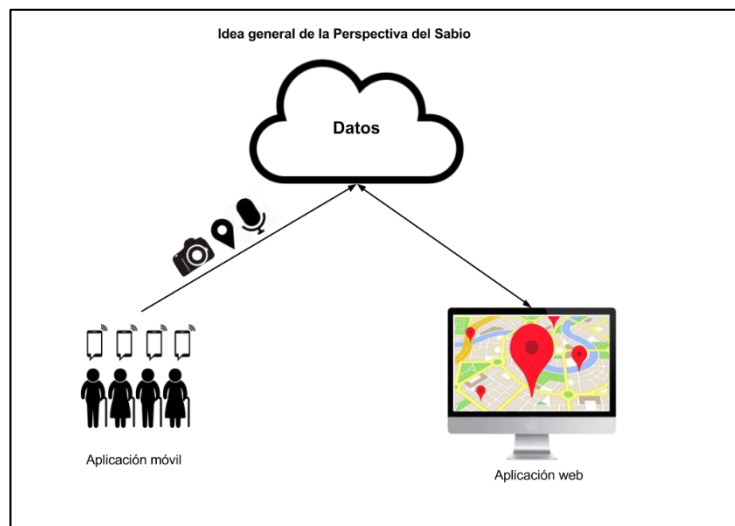 Idea general de la Perspectiva del Sabio
Datos
Aplicación móvil
Aplicación web